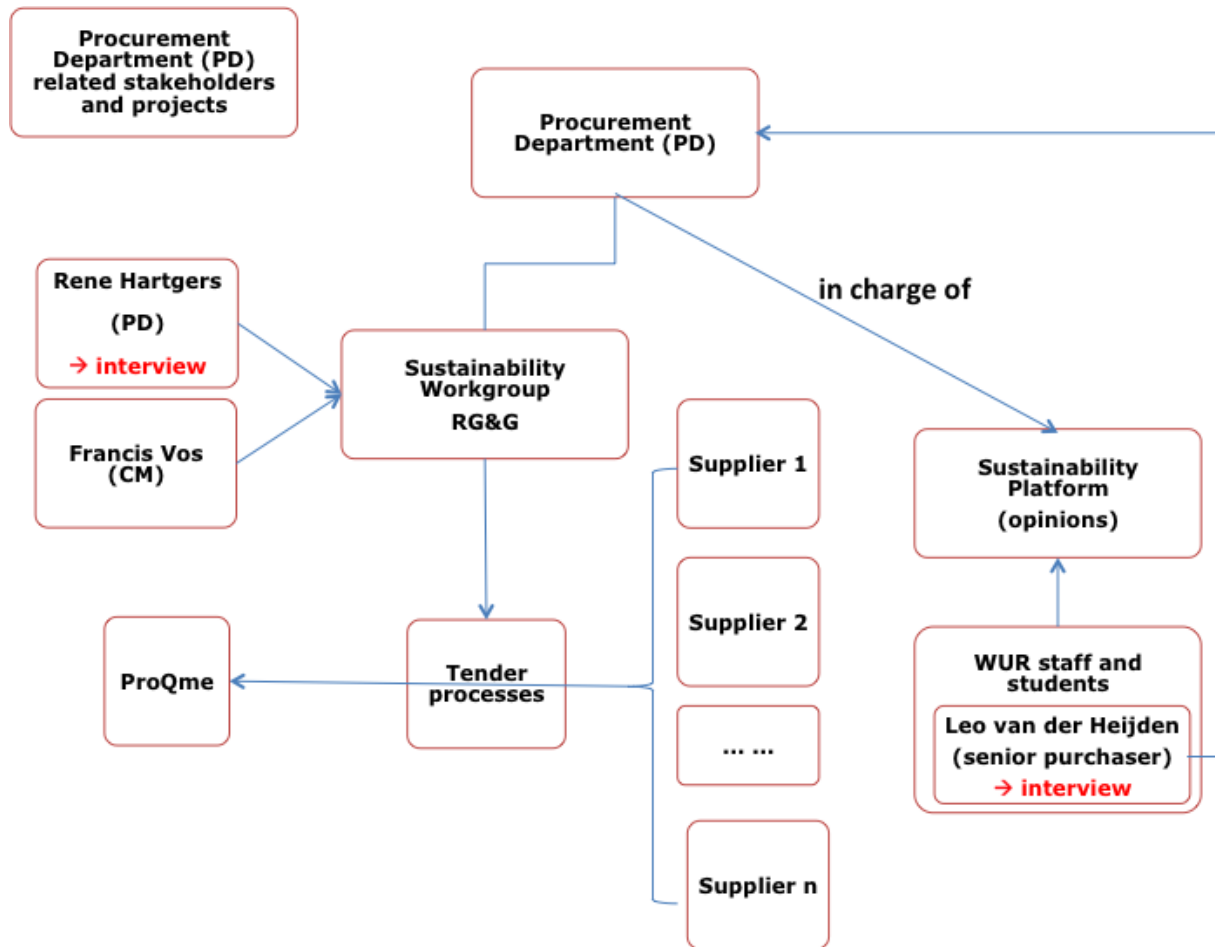 Procurement
Department (PD)
related stakeholders
and projects
Procurement
Department (PD)
Rene Hartgers
(PD)
→ interview
in charge of
Sustainability
Workgroup
RG&G
Francis Vos
(CM)
Supplier 1
Sustainability
Platform
(opinions)
Supplier 2
ProQme
Tender
processes
WUR staff and
students
Leo van der Heijden
(senior purchaser)
→ interview
... ...
Supplier n